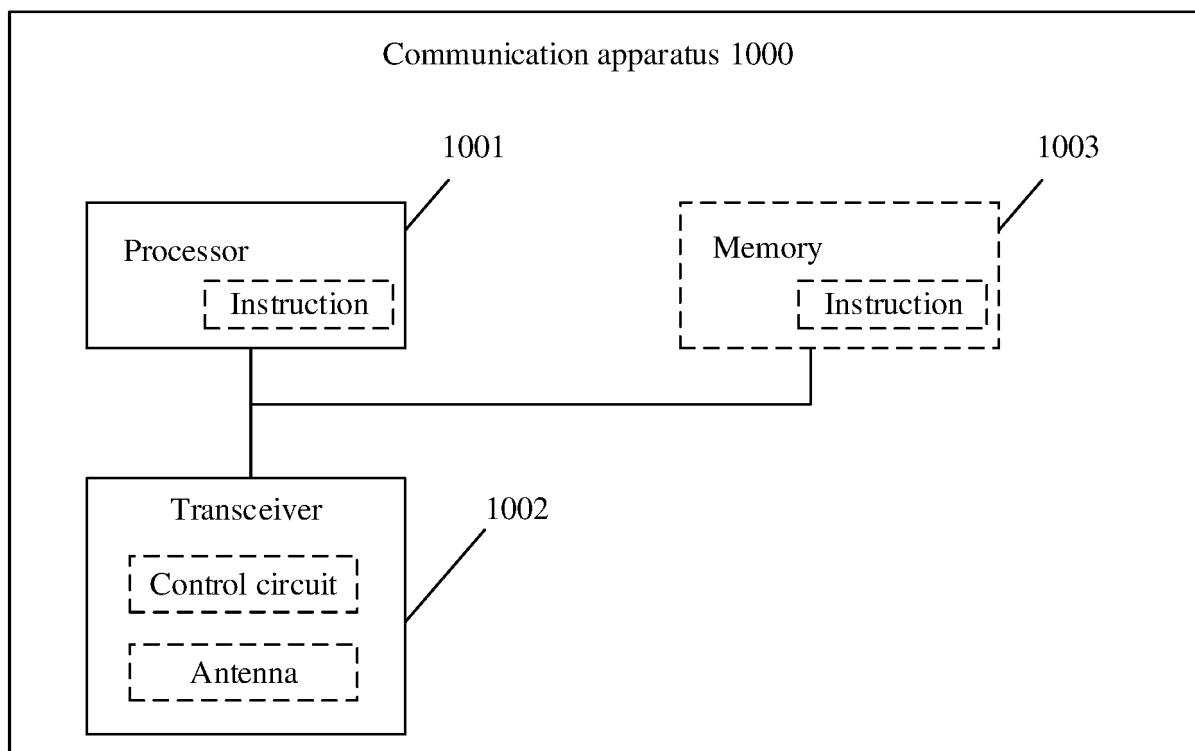 Communication apparatus 1000
1001
1003
Processor
Instruction
Memory
Instruction
Transceiver
1002
Control circuit
Antenna